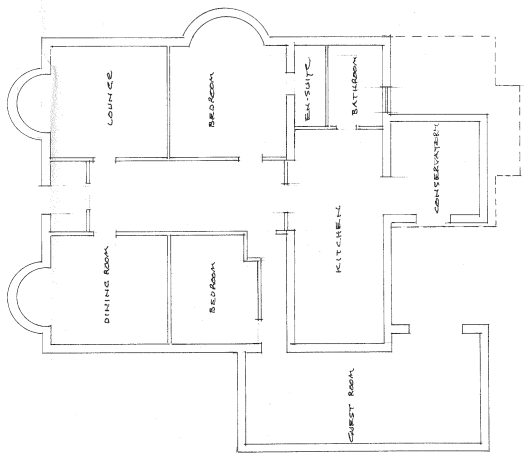 LOUNGE
BEDROOM
EN-SUITE
BATHROOM
CONSERVATORY
KITCHEN
DINING ROOM
BEDROOM
GUEST ROOM